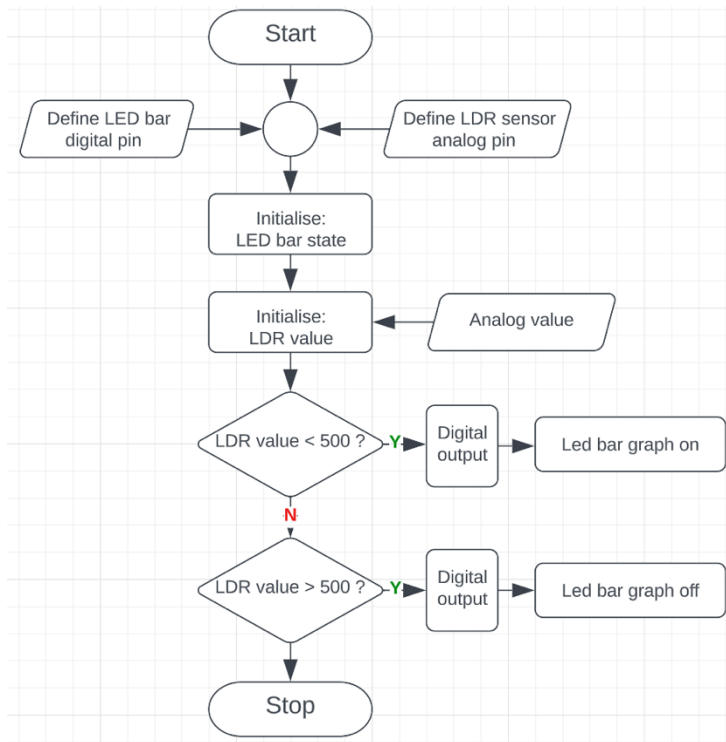 Start
Define LED bar
digital pin
Define LDR sensor
analog pin
Initialise:
LED bar state
Initialise:
LDR value
Analog value
LDR value < 500 ?
Y
Digital
output
Led bar graph on
N
LDR value > 500 ?
Y
Digital
output
Led bar graph off
Stop